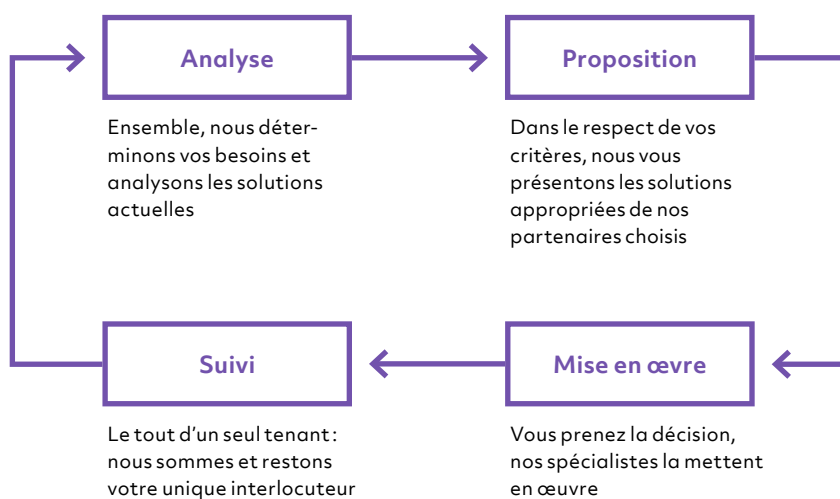 Analyse
Ensemble, nous déter-
minons vos besoins et
analysons les solutions
actuelles
Proposition
Dans le respect de vos
critères, nous vous
présentons les solutions
appropriées de nos
partenaires choisis
Suivi
Le tout d'un seul tenant:
nous sommes et restons
votre unique interlocuteur
Mise en œvre
Vous prenez la décision,
nos spécialistes la mettent
en œuvre